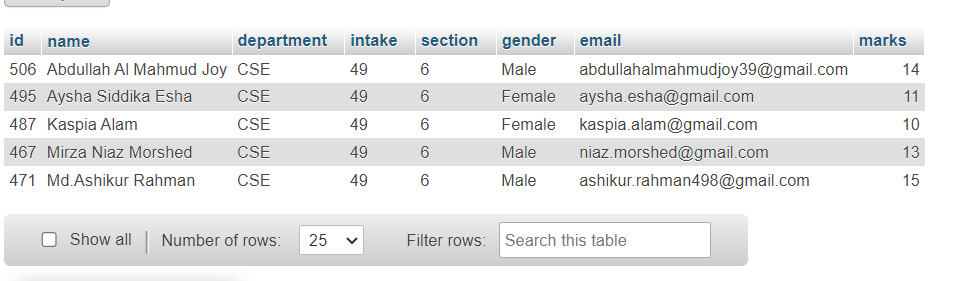 id name department intake section gender email marks
506 Abdullah Al Mahmud Joy CSE 49 6 Male abdullahalmahmudjoy39@gmail.com 14
495 Aysha Siddika Esha CSE 49 6 Female aysha.esha@gmail.com 11
487 Kaspia Alam CSE 49 6 Female kaspia.alam@gmail.com 10
467 Mirza Niaz Morshed CSE 49 6 Male niaz.morshed@gmail.com 13
471 Md.Ashikur Rahman CSE 49 6 Male ashikur.rahman498@gmail.com 15
Show all Number of rows: 25 Filter rows: Search this table